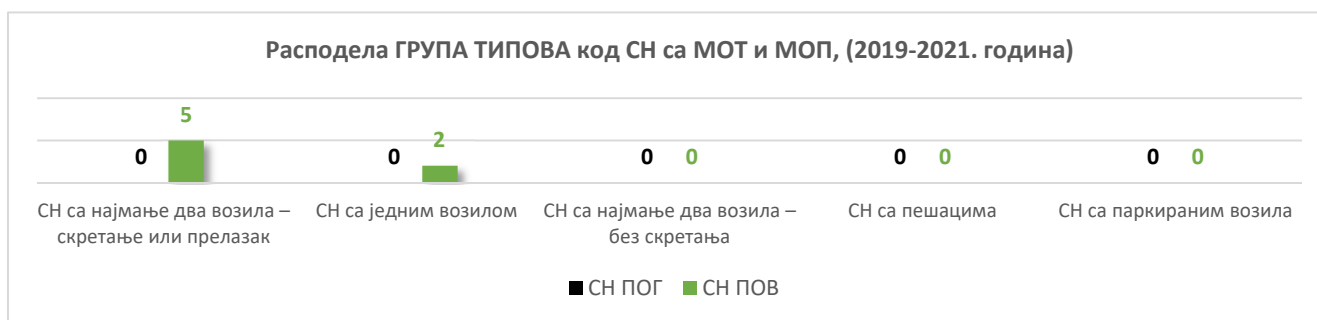 Расподела ГРУПА ТИПОВА код СН са МОТ и МОП, (2019-2021. година)
0 5 0 2 0 0 0 0 0 0
СН са најмање два возила –
скретање или прелазак
СН са једним возилом
СН са најмање два возила –
без скретања
СН са пешацима
СН са паркираним возила
СН ПОГ СН ПОВ